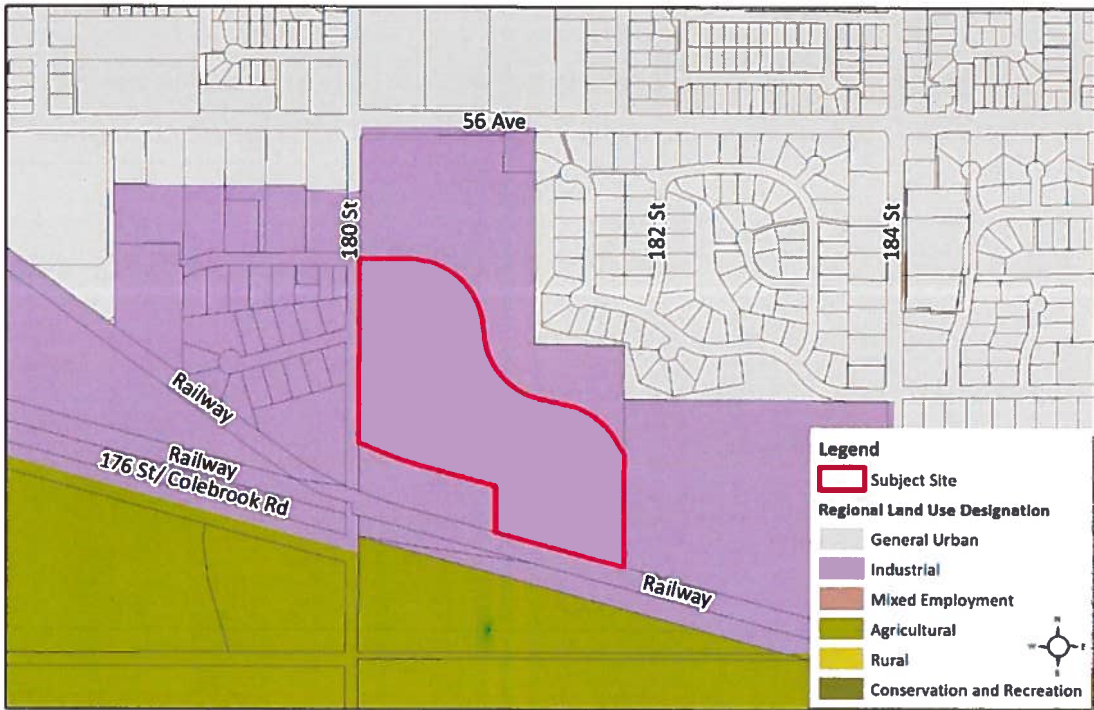 56 Ave
180 St
182 St
184 St
Railway
Railway
176 St/ Colebrook Rd
Railway
Legend
Subject Site
Regional Land Use Designation
General Urban
Industrial
Mixed Employment
Agricultural
Rural
Conservation and Recreation
N
W
E
S